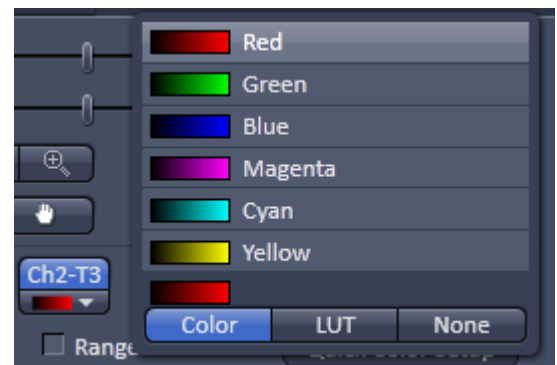 Red
Green
Blue
Magenta
Cyan
Yellow
Ch2-T3
Color LUT None
Range